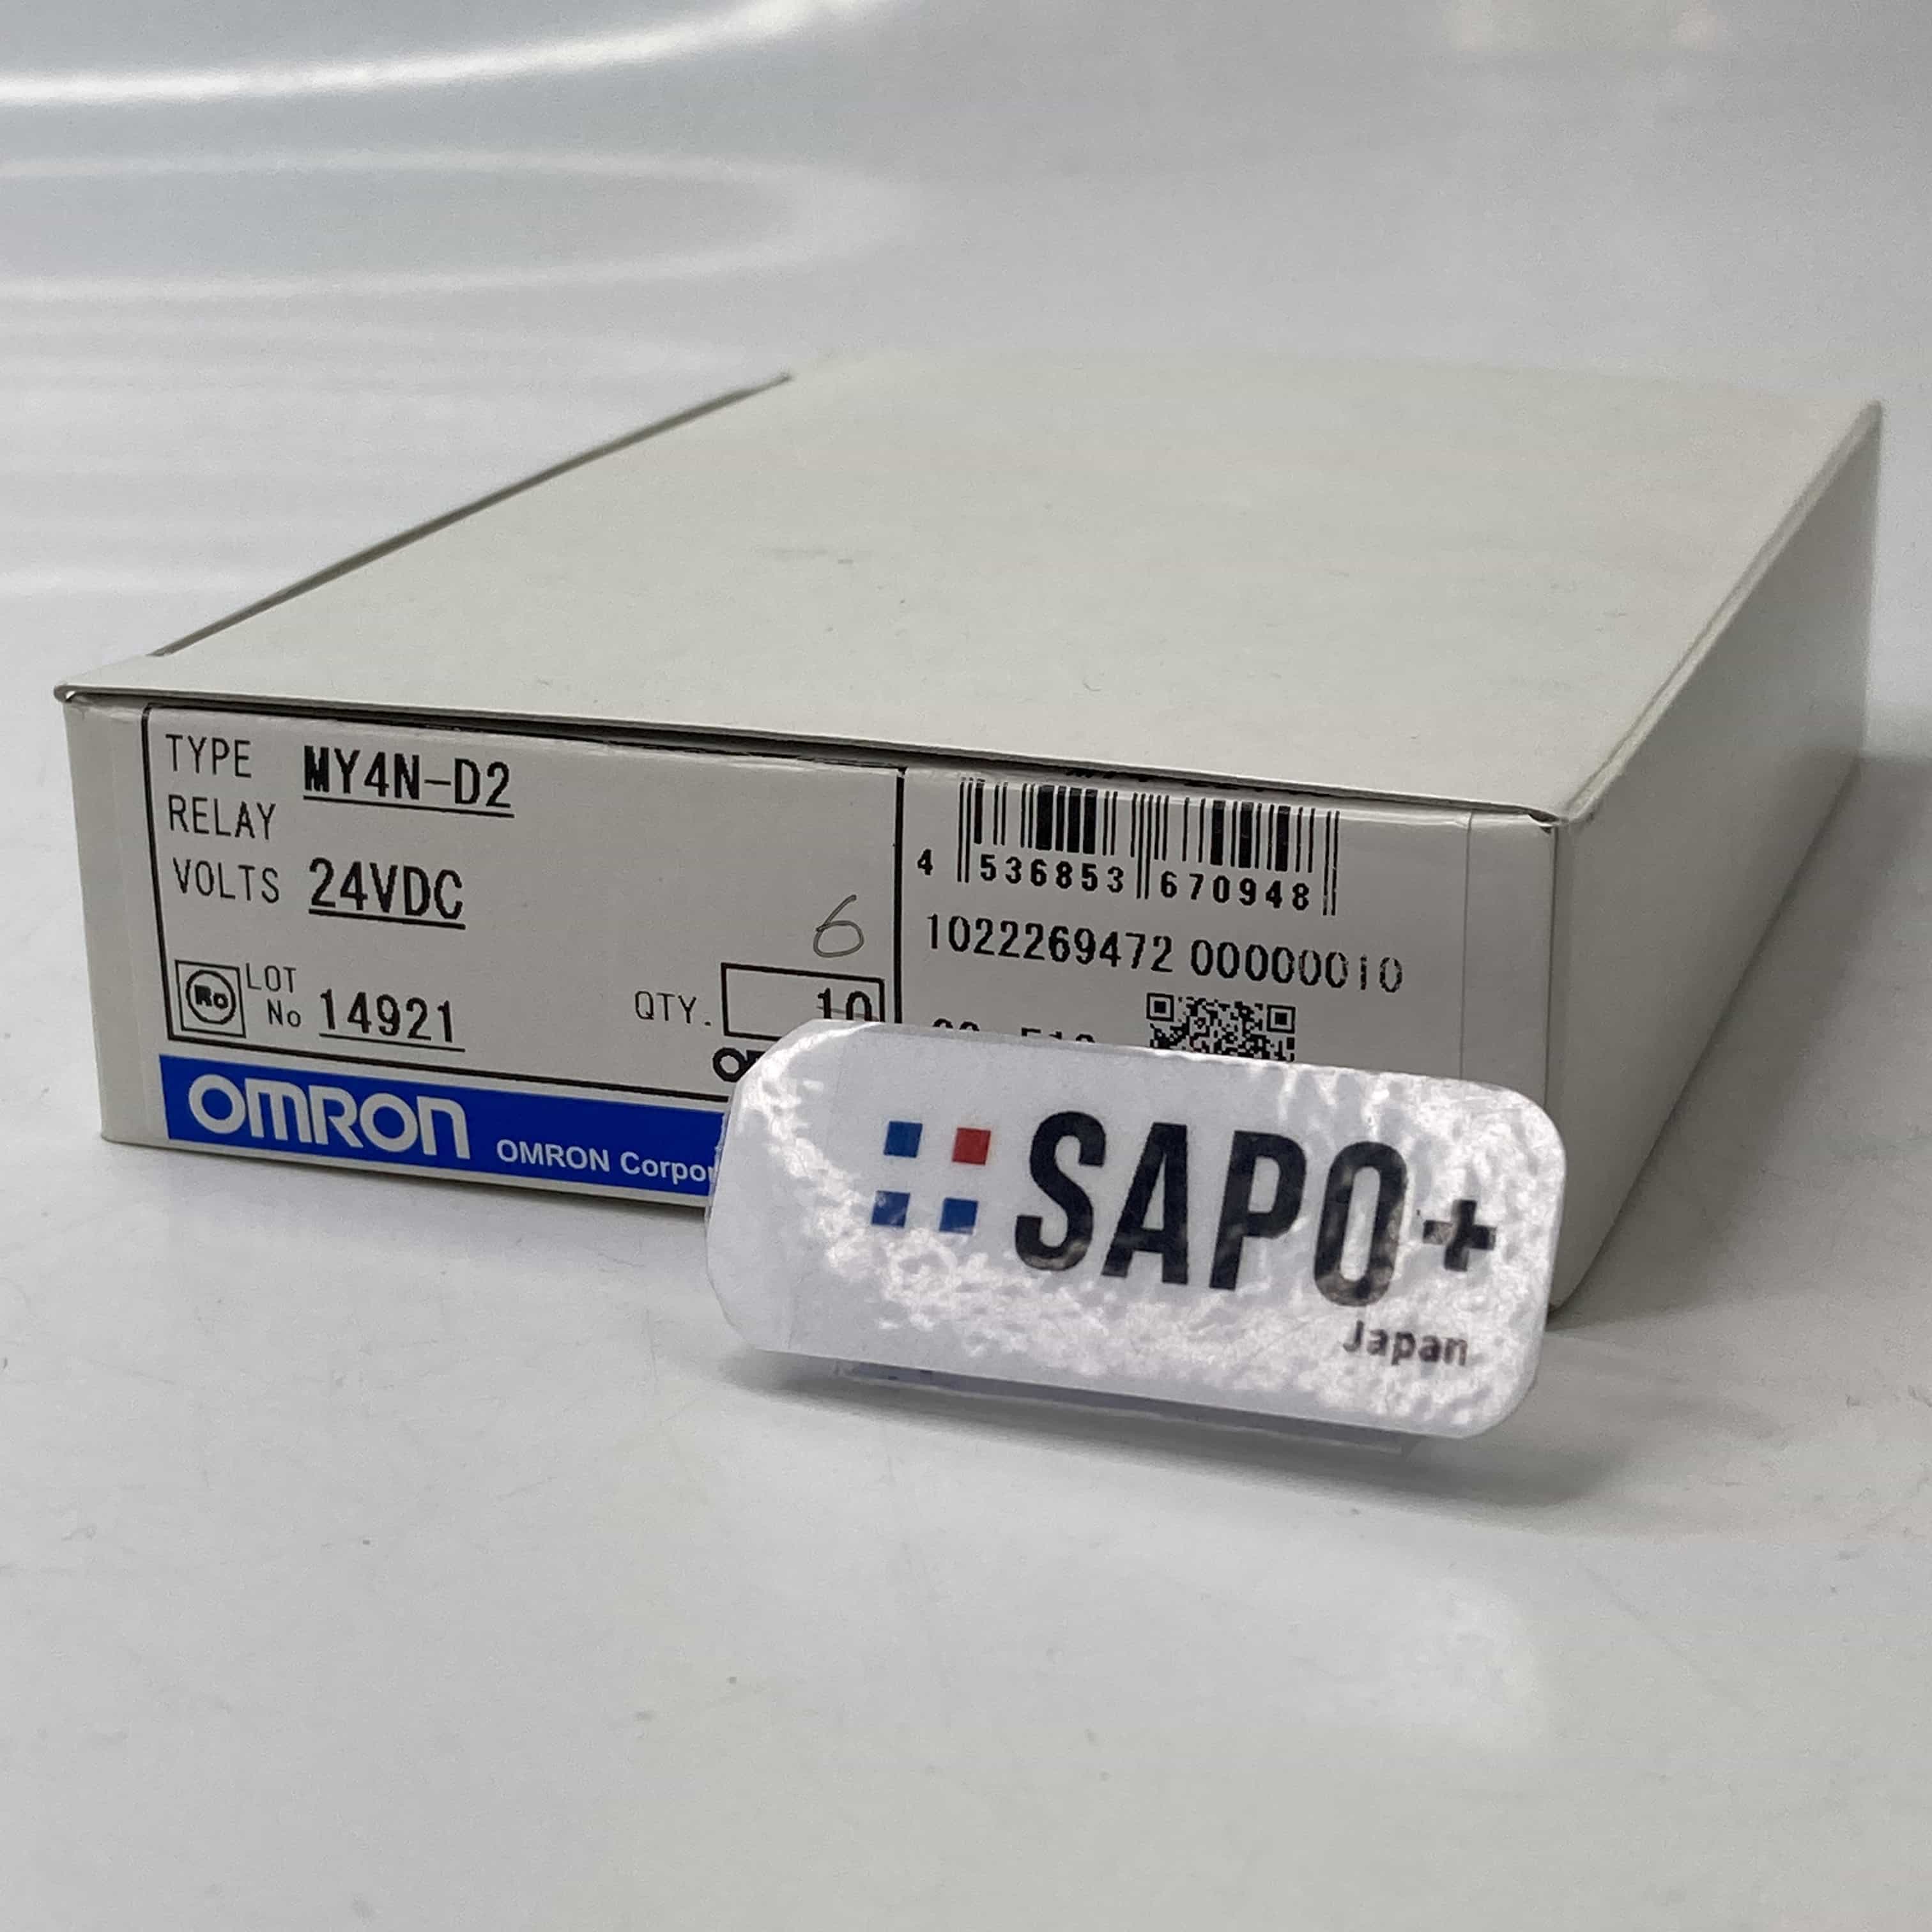 TYPE MY4N-D2
RELAY
VOLTS 24VDC
6
Ro LOT No 14921
QTY. 10
OMRON OMRON
4 536853 670948
1022269472 00000010
SAPO+
Japan